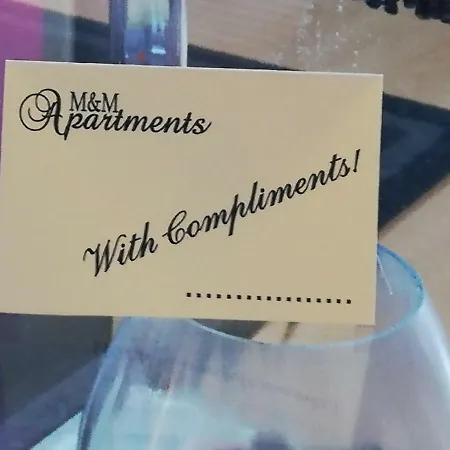 M&M
Apartments
With Compliments!
.................